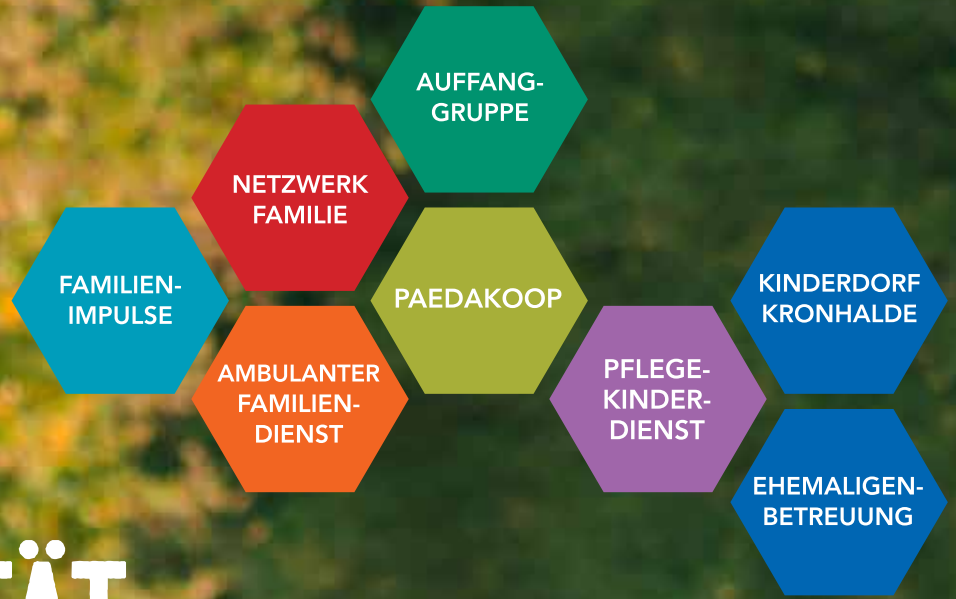 AUFFANG-
GRUPPE
NETZWERK
FAMILIE
FAMILIEN-
IMPULSE
PAEDAKOOP
KINDERDORF
KRONHALDE
AMBULANTER
FAMILIEN-
DIENST
PFLEGE-
KINDER-
DIENST
EHEMALIGEN-
BETREUUNG